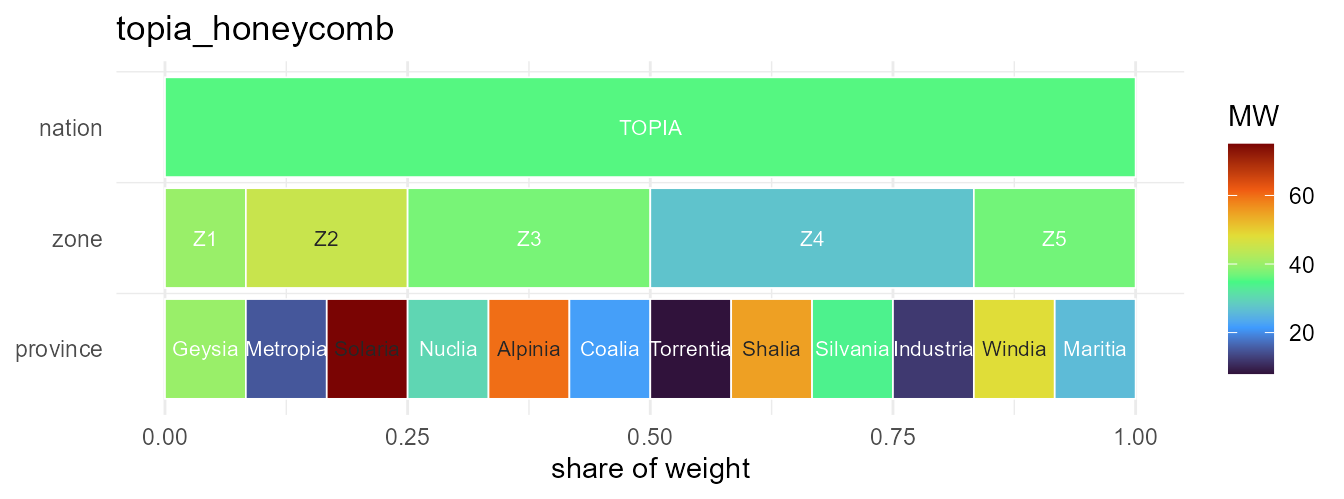 topia_honeycomb
nation
TOPIA
MW
zone
Z1 Z2 Z3 Z4 Z5
60
40
20
province
Geysia Metropia Solaria Nuclia Alpinia Coalia Torrentia Shalia Silvania Industria Windia Maritia
0.00 0.25 0.50 0.75 1.00
share of weight